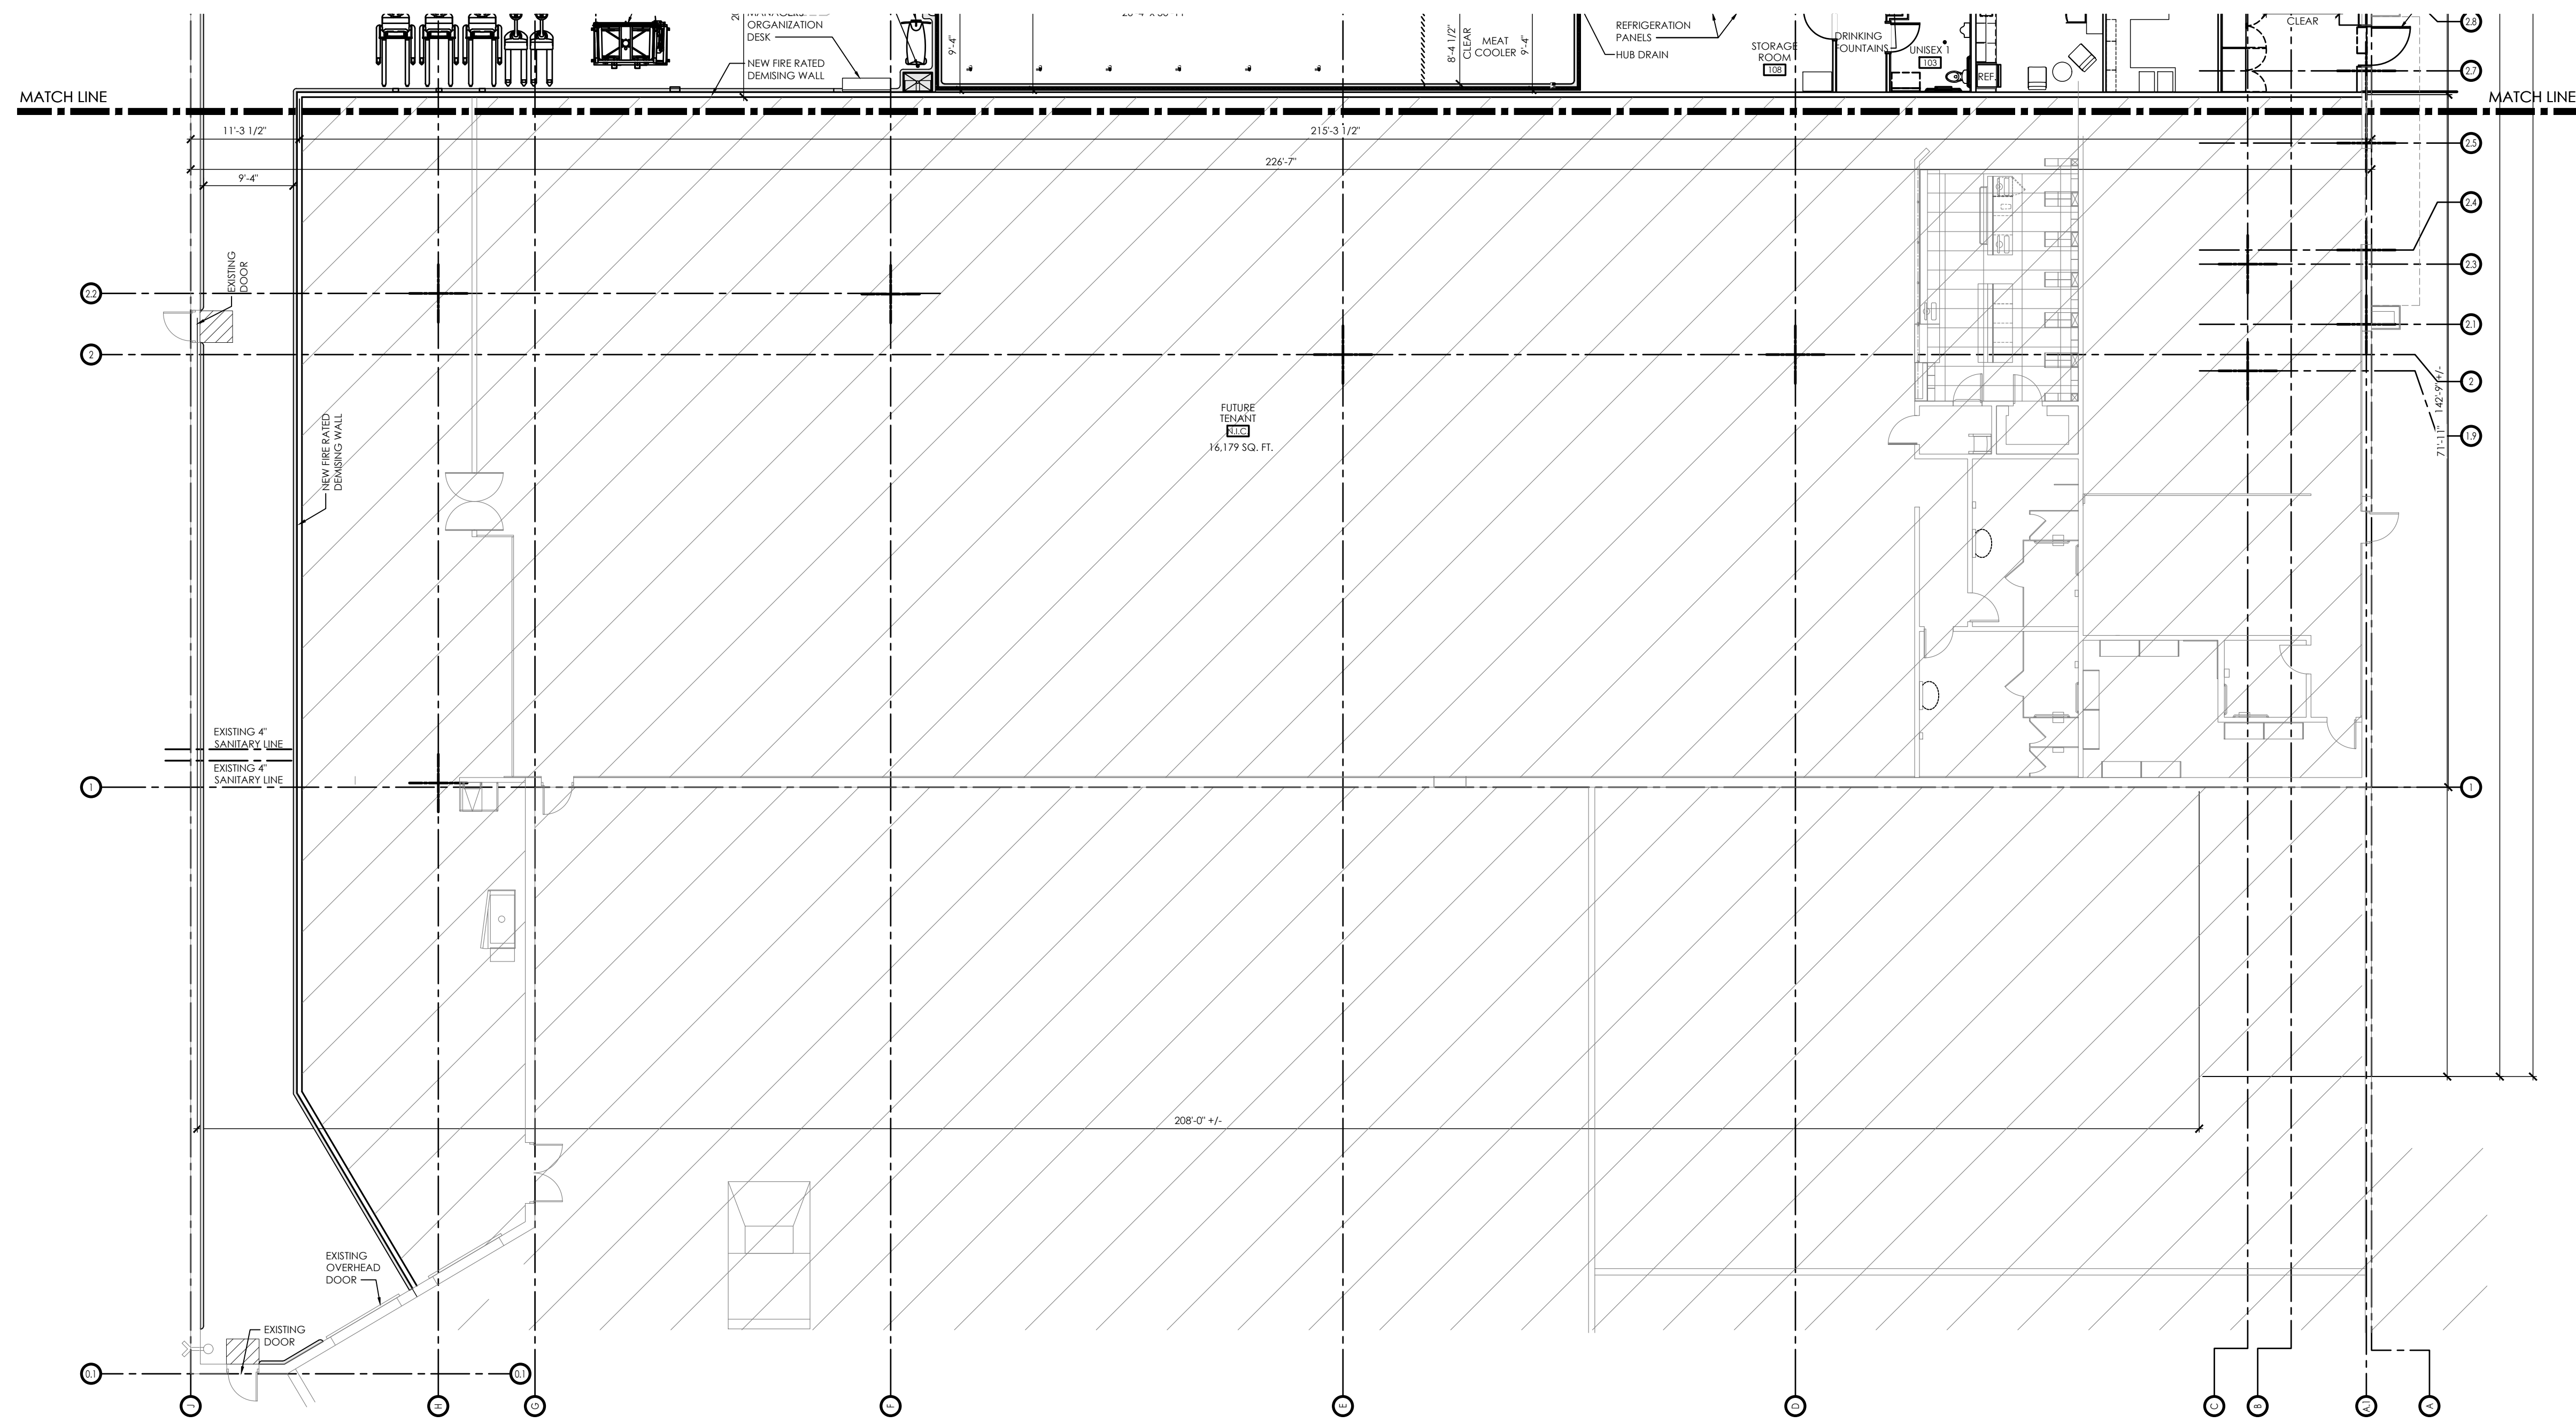 MANAGERS
ORGANIZATION
DESK
NEW FIRE RATED
DEMISING WALL
9'-4"
8'-4 1/2"
CLEAR
MEAT
COOLER
9'-4"
REFRIGERATION
PANELS
HUB DRAIN
STORAGE
ROOM
108
DRINKING
FOUNTAINS
UNISEX 1
103
REF.
CLEAR
2.8
2.7
MATCH LINE
MATCH LINE
11'-3 1/2"
215'-3 1/2"
2.5
226'-7"
9'-4"
2.4
EXISTING
DOOR
2.3
2.2
2.1
2
2
142'-9" +/-
71'-11"
1.9
FUTURE
TENANT
N.I.C.
16,179 SQ. FT.
NEW FIRE RATED
DEMISING WALL
EXISTING 4"
SANITARY LINE
EXISTING 4"
SANITARY LINE
1
1
208'-0" +/-
EXISTING
OVERHEAD
DOOR
EXISTING
DOOR
0.1
0.1
J
H
G
F
E
D
C
B
A.1
A